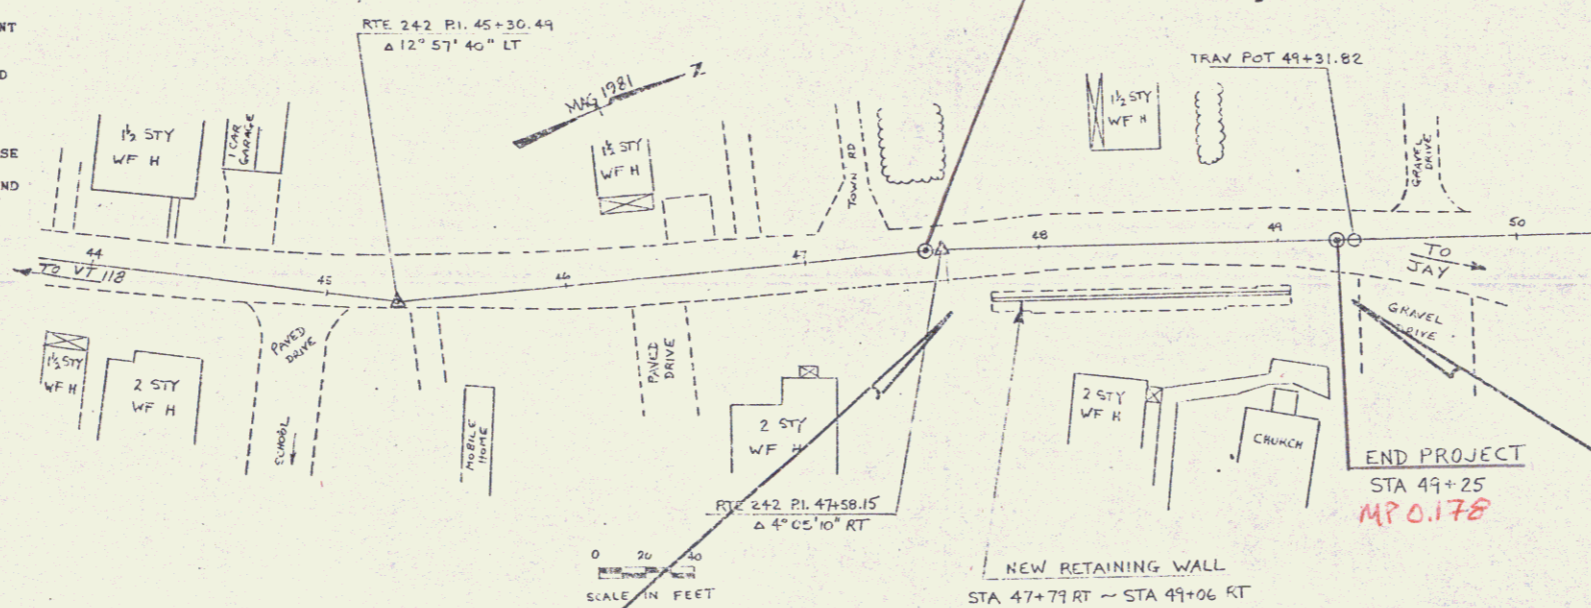 NT
D
SE
ND
RTE 242 P.I. 45+30.49
Δ 12° 57' 40" LT
MAG 1981
TRAV POT 49+31.82
1½ STY
WF H
1 CAR
GARAGE
1½ STY
WF H
TOWN RD
1½ STY
WF H
GRAVEL
DRIVE
44
45
46
47
48
49
50
TO VT 118
TO
JAY
1½ STY
WF H
2 STY
WF H
PAVED
DRIVE
SCHOOL
MOBILE
HOME
PAVED
DRIVE
2 STY
WF H
2 STY
WF H
CHURCH
GRAVEL
DRIVE
RTE 242 P.I. 47+58.15
Δ 4° 05' 10" RT
END PROJECT
STA 49+25
MP 0.178
0 20 40
SCALE IN FEET
NEW RETAINING WALL
STA 47+79 RT ~ STA 49+06 RT